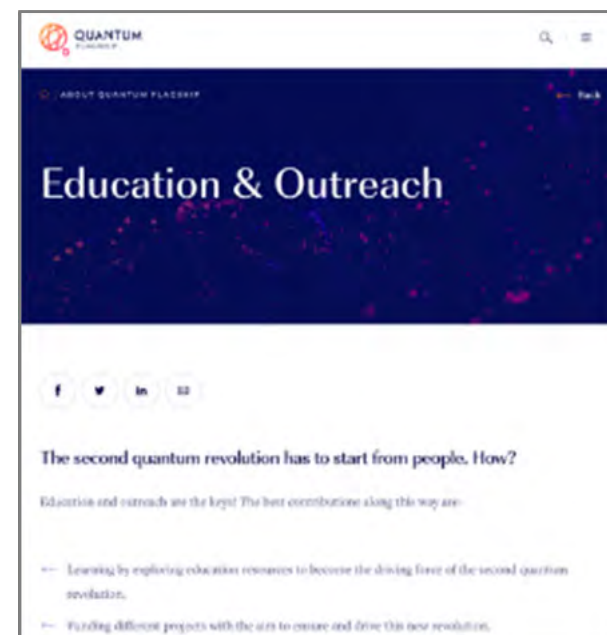 QUANTUM
FLAGSHIP
ABOUT QUANTUM FLAGSHIP
Back
Education & Outreach
f
in
The second quantum revolution has to start from people. How?
Education and outreach are the keys! The best contributions along this way are:
Learning by exploring education resources to become the driving force of the second quantum
revolution.
Funding different projects with the aim to ensure and drive this new revolution.